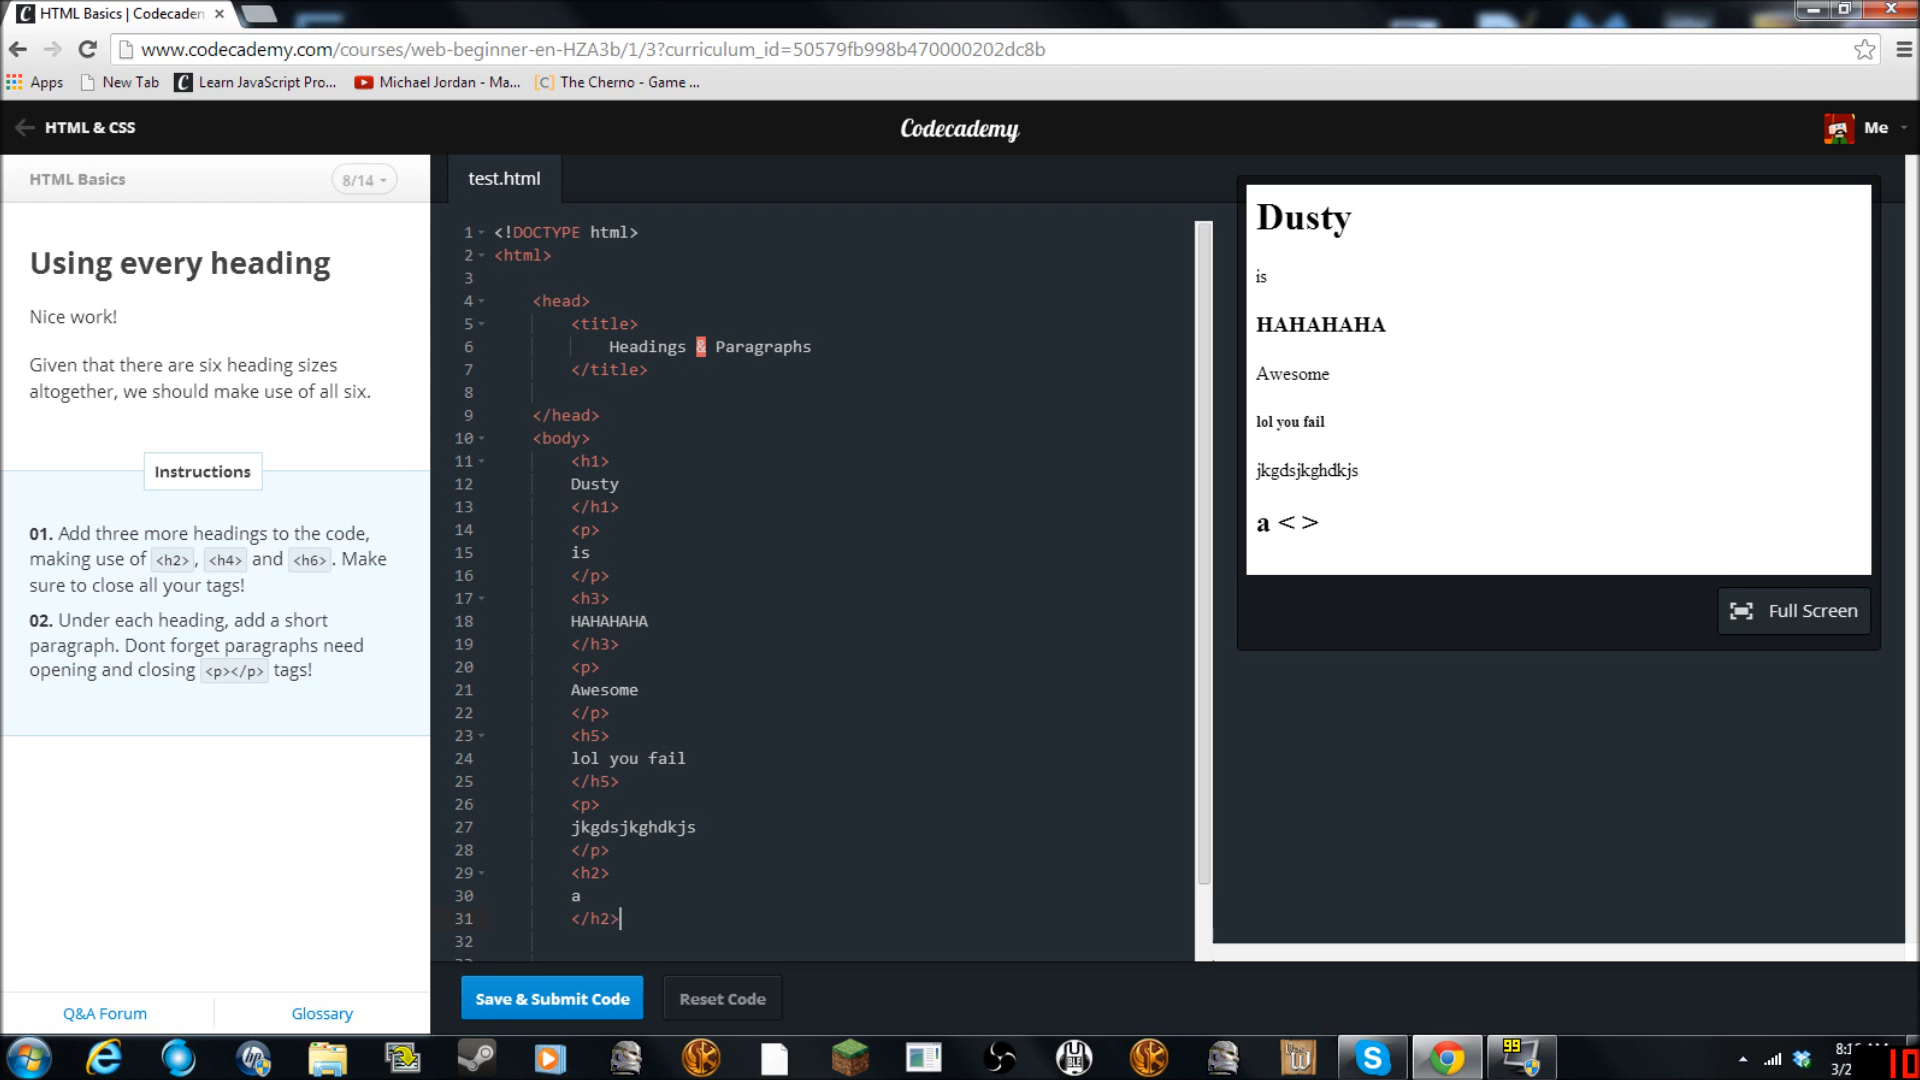 HTML Basics | Codecaden
www.codecademy.com/courses/web-beginner-en-HZA3b/1/3?curriculum_id=50579fb998b470000202dc8b
Apps New Tab Learn JavaScript Pro... Michael Jordan - Ma... [C] The Cherno - Game ...
HTML & CSS
Codecademy
Me
HTML Basics
8/14
Using every heading
Nice work!
Given that there are six heading sizes
altogether, we should make use of all six.
Instructions
01. Add three more headings to the code,
making use of <h2>, <h4> and <h6>. Make
sure to close all your tags!
02. Under each heading, add a short
paragraph. Dont forget paragraphs need
opening and closing <p></p> tags!
Q&A Forum
Glossary
test.html
1 <!DOCTYPE html>
2 <html>
3
4 <head>
5 <title>
6 Headings & Paragraphs
7 </title>
8
9 </head>
10 <body>
11 <h1>
12 Dusty
13 </h1>
14 <p>
15 is
16 </p>
17 <h3>
18 HAHAHAHA
19 </h3>
20 <p>
21 Awesome
22 </p>
23 <h5>
24 lol you fail
25 </h5>
26 <p>
27 jkgdsjkghdkjs
28 </p>
29 <h2>
30 a
31 </h2>
32
Save & Submit Code
Reset Code
Dusty
is
HAHAHAHA
Awesome
lol you fail
jkgdsjkghdkjs
a < >
Full Screen
99
10